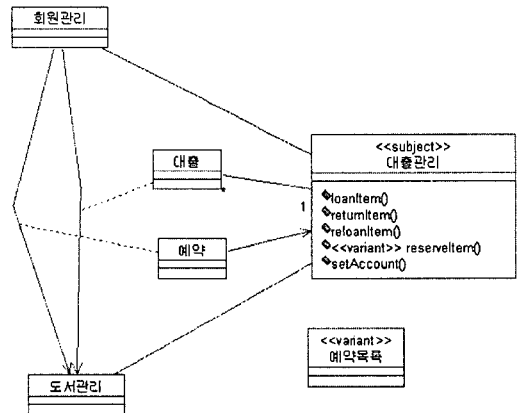 회원관리
<<subject>>
대출관리
대출
*
1
loanItem()
returnItem()
reloanItem()
<<variant>> reserveItem()
setAccount()
예약
<<variant>>
예약목록
도서관리